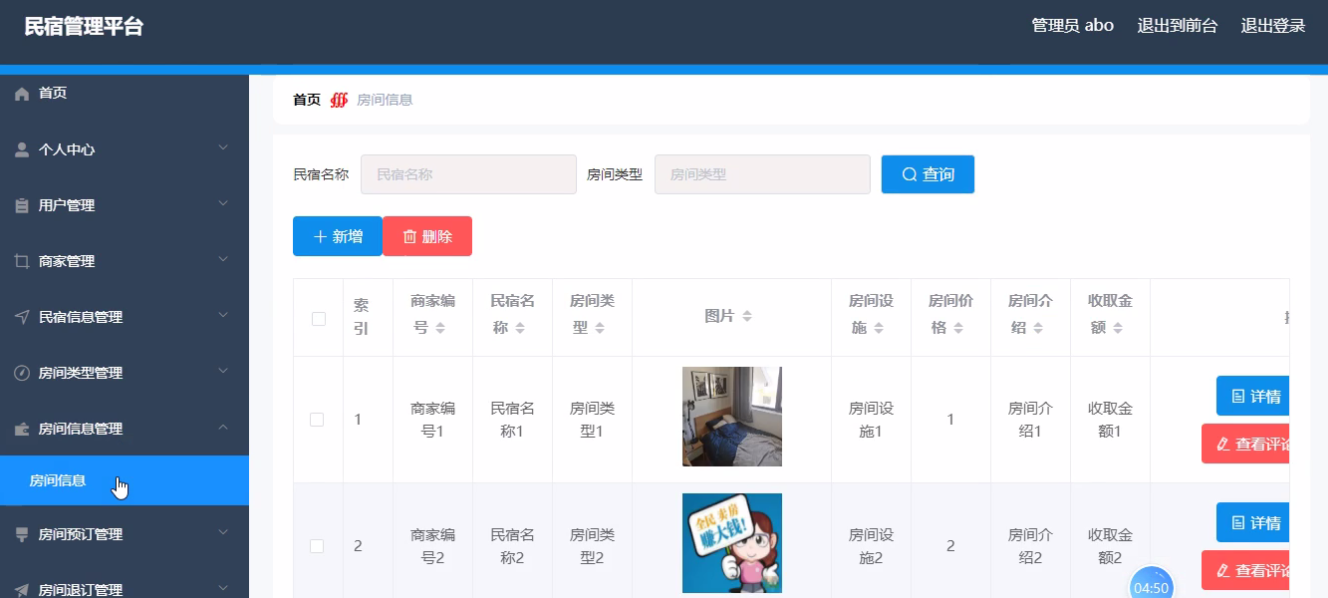 民宿管理平台
管理员 abo 退出到前台 退出登录
首页
个人中心
用户管理
商家管理
民宿信息管理
房间类型管理
房间信息管理
房间信息
房间预订管理
房间退订管理
首页 房间信息
民宿名称 民宿名称 房间类型 房间类型 查询
新增 删除
索引 商家编号 民宿名称 房间类型 图片 房间设施 房间价格 房间介绍 收取金额
1 商家编号1 民宿名称1 房间类型1 房间设施1 1 房间介绍1 收取金额1 详情
查看评论
全民卖房
赚大钱!
2 商家编号2 民宿名称2 房间类型2 房间设施2 2 房间介绍2 收取金额2 详情
查看评论
04:50